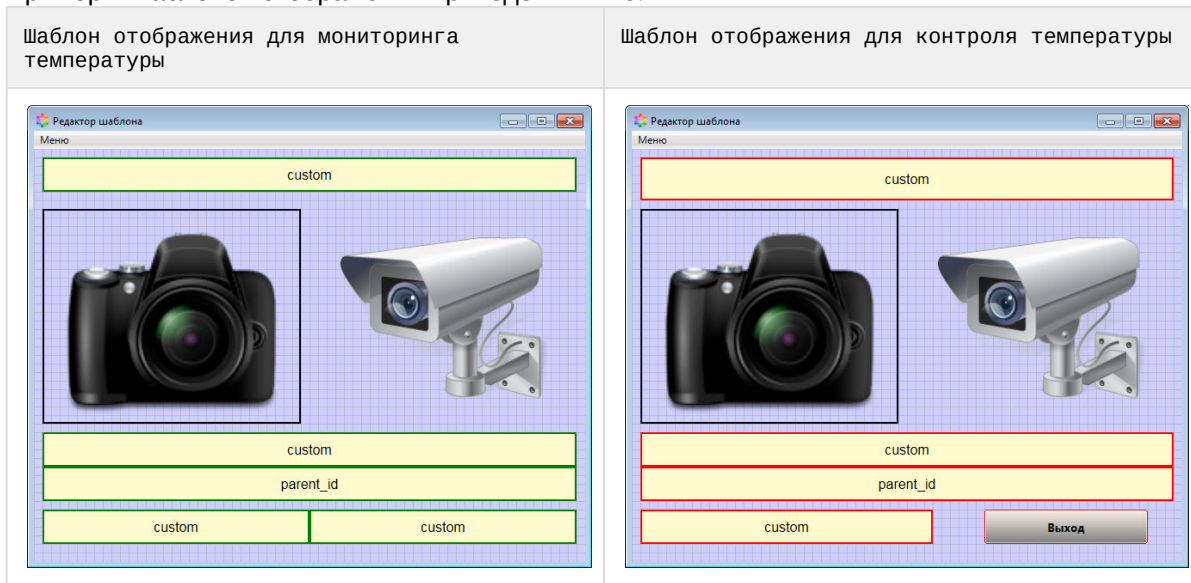 Шаблон отображения для мониторинга
температуры
Шаблон отображения для контроля температуры
Редактор шаблона
Меню
custom
custom
parent_id
custom
custom
Редактор шаблона
Меню
custom
custom
parent_id
custom
Выход